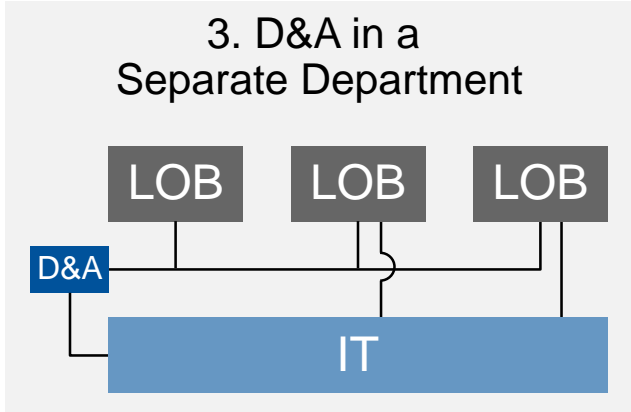 3. D&A in a
Separate Department
LOB LOB LOB
D&A
IT